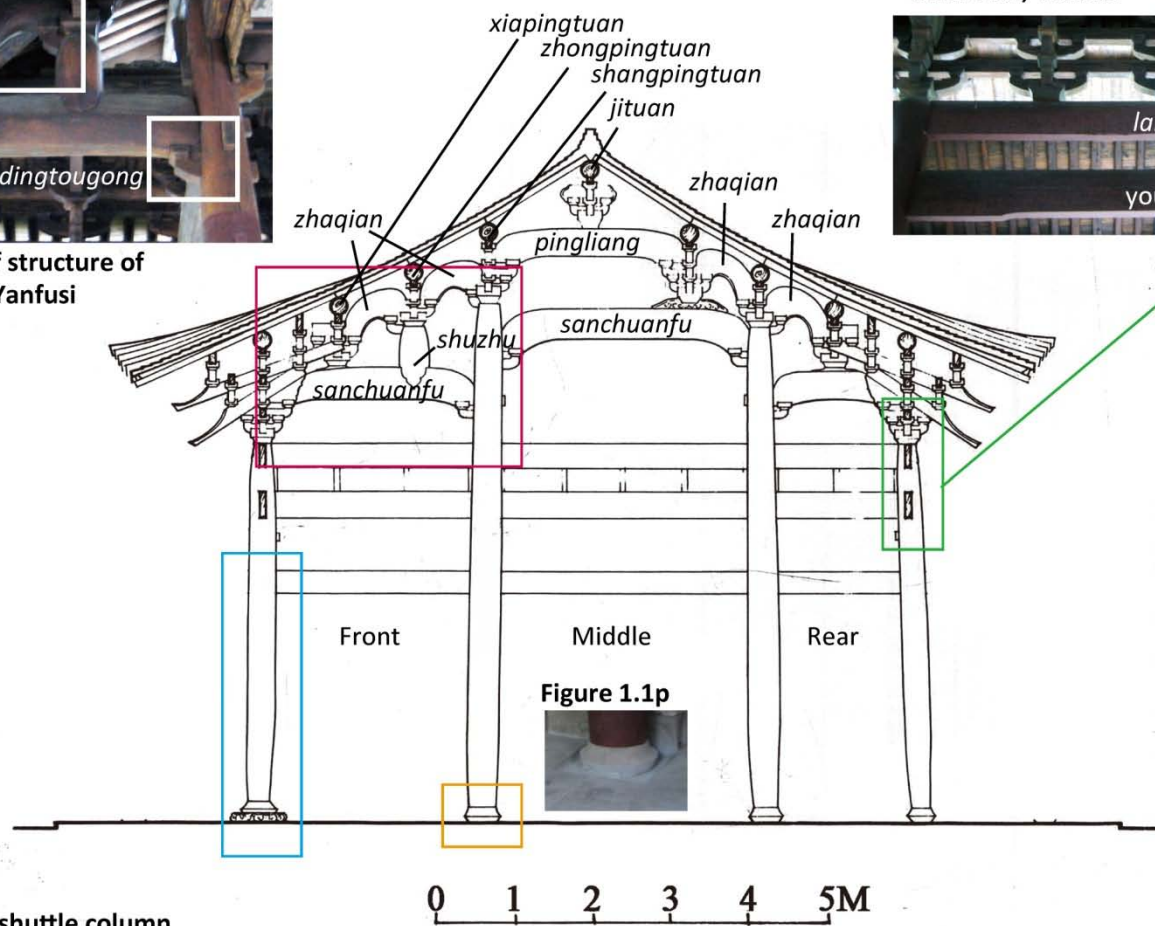 xiapingtuan
zhongpingtuan
shangpingtuan
jituan
dingtougong
zhaqian
zhaqian
zhaqian
pingliang
structure of
Yanfusi
shuzhu
sanchuanfu
sanchuanfu
Front
Middle
Rear
Figure 1.1p
0 1 2 3 4 5M
shuttle column